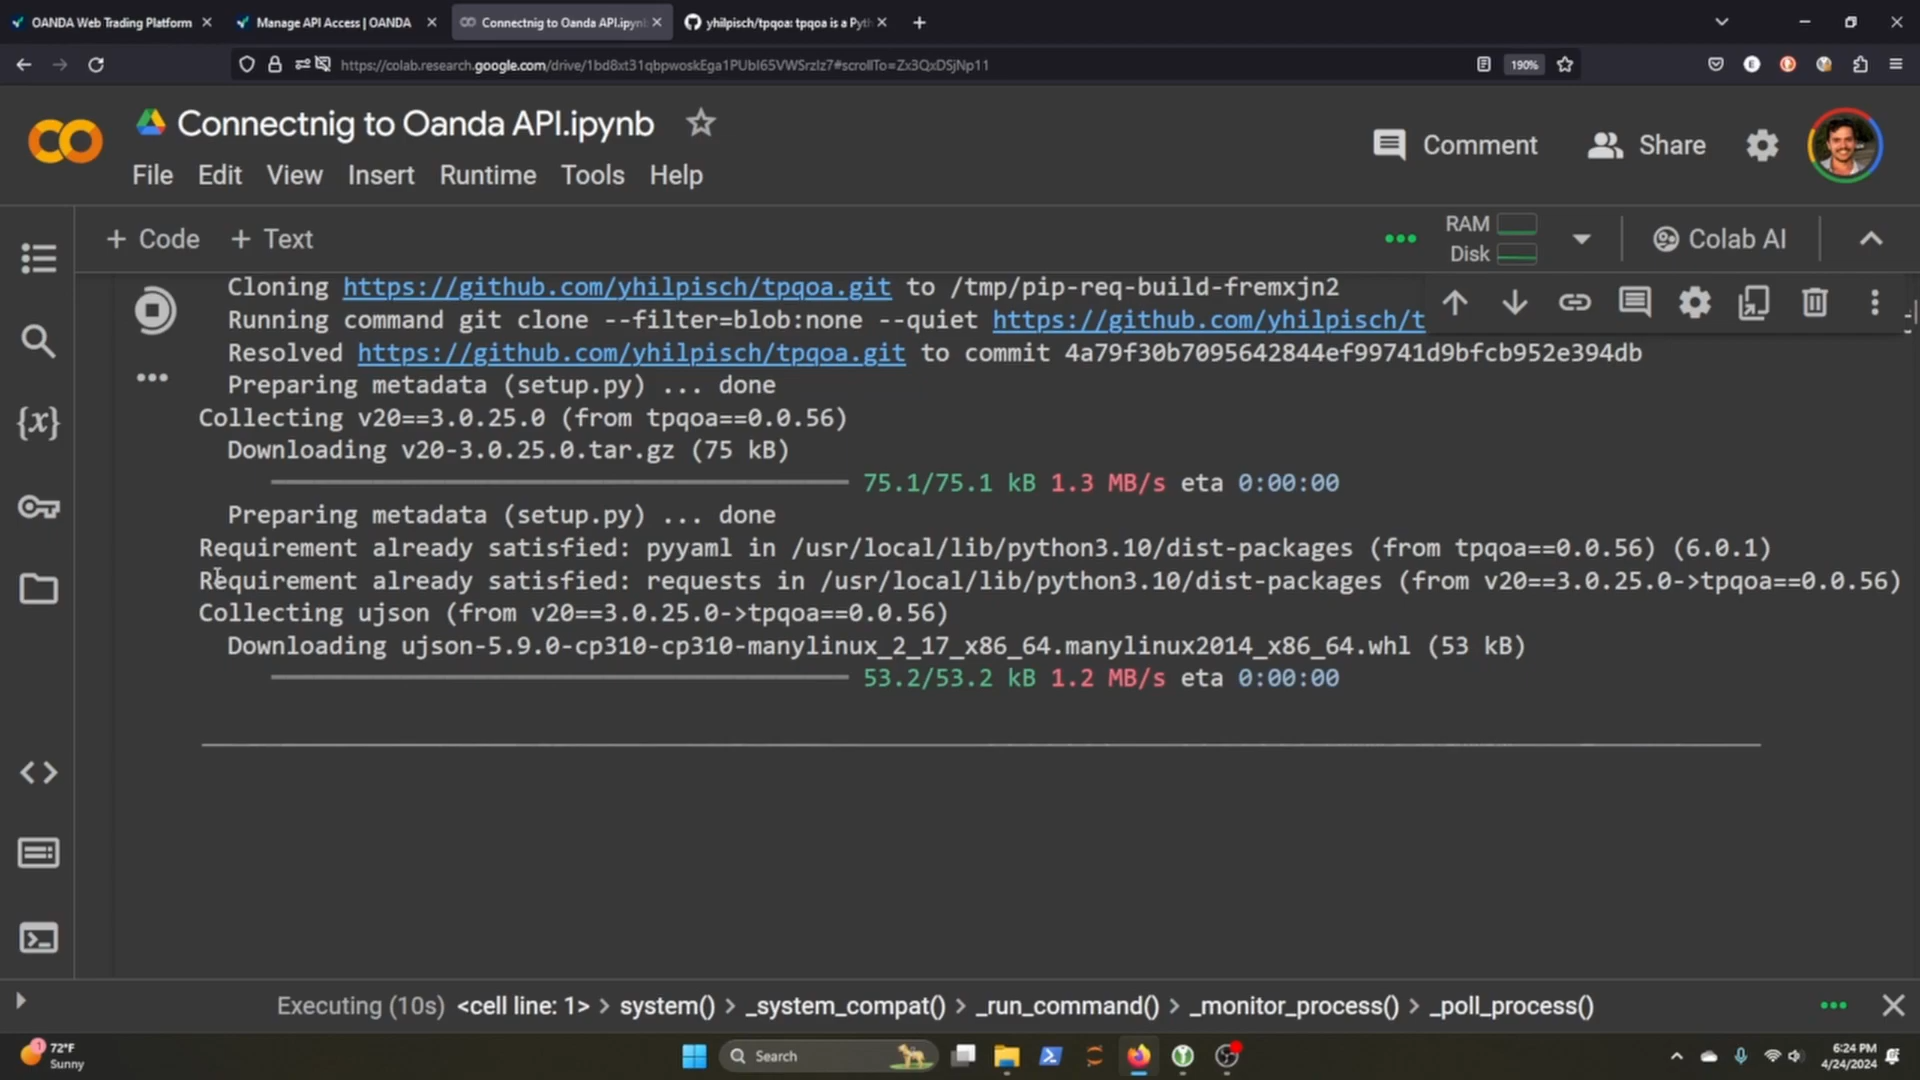 OANDA Web Trading Platform
Manage API Access | OANDA
Connectnig to Oanda API.ipynb
yhilpisch/tpqoa: tpqoa is a Pyth
https://colab.research.google.com/drive/1bd8xt31qbpwoskEga1PUbl65VWSrzlz7#scrollTo=Zx3QxDSjNp11
190%
Connectnig to Oanda API.ipynb
Comment
Share
File Edit View Insert Runtime Tools Help
+ Code + Text
RAM
Disk
Colab AI
Cloning https://github.com/yhilpisch/tpqoa.git to /tmp/pip-req-build-fremxjn2
Running command git clone --filter=blob:none --quiet https://github.com/yhilpisch/t
Resolved https://github.com/yhilpisch/tpqoa.git to commit 4a79f30b7095642844ef99741d9bfcb952e394db
Preparing metadata (setup.py) ... done
Collecting v20==3.0.25.0 (from tpqoa==0.0.56)
Downloading v20-3.0.25.0.tar.gz (75 kB)
75.1/75.1 kB 1.3 MB/s eta 0:00:00
Preparing metadata (setup.py) ... done
Requirement already satisfied: pyyaml in /usr/local/lib/python3.10/dist-packages (from tpqoa==0.0.56) (6.0.1)
Requirement already satisfied: requests in /usr/local/lib/python3.10/dist-packages (from v20==3.0.25.0->tpqoa==0.0.56)
Collecting ujson (from v20==3.0.25.0->tpqoa==0.0.56)
Downloading ujson-5.9.0-cp310-cp310-manylinux_2_17_x86_64.manylinux2014_x86_64.whl (53 kB)
53.2/53.2 kB 1.2 MB/s eta 0:00:00
Executing (10s) <cell line: 1> > system() > _system_compat() > _run_command() > _monitor_process() > _poll_process()
72°F
Sunny
Search
6:24 PM
4/24/2024